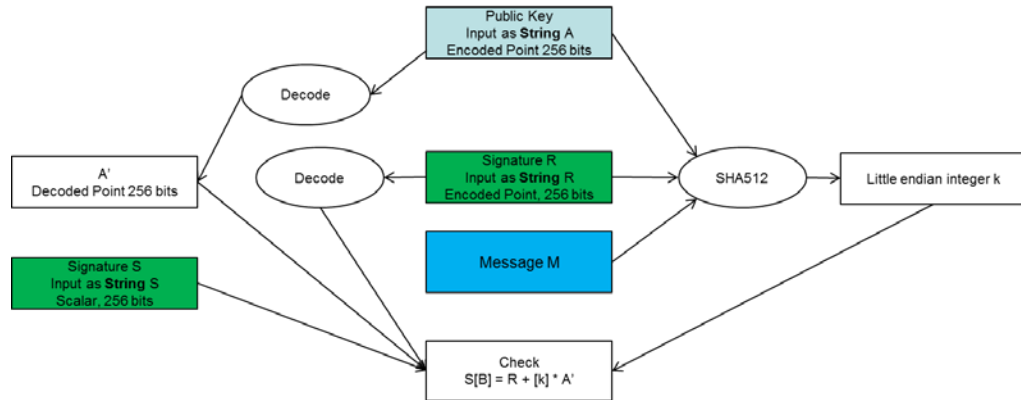 Public Key
Input as String A
Encoded Point 256 bits
Decode
A'
Decoded Point 256 bits
Decode
Signature R
Input as String R
Encoded Point, 256 bits
SHA512
Little endian integer k
Signature S
Input as String S
Scalar, 256 bits
Message M
Check
S[B] = R + [k] * A'